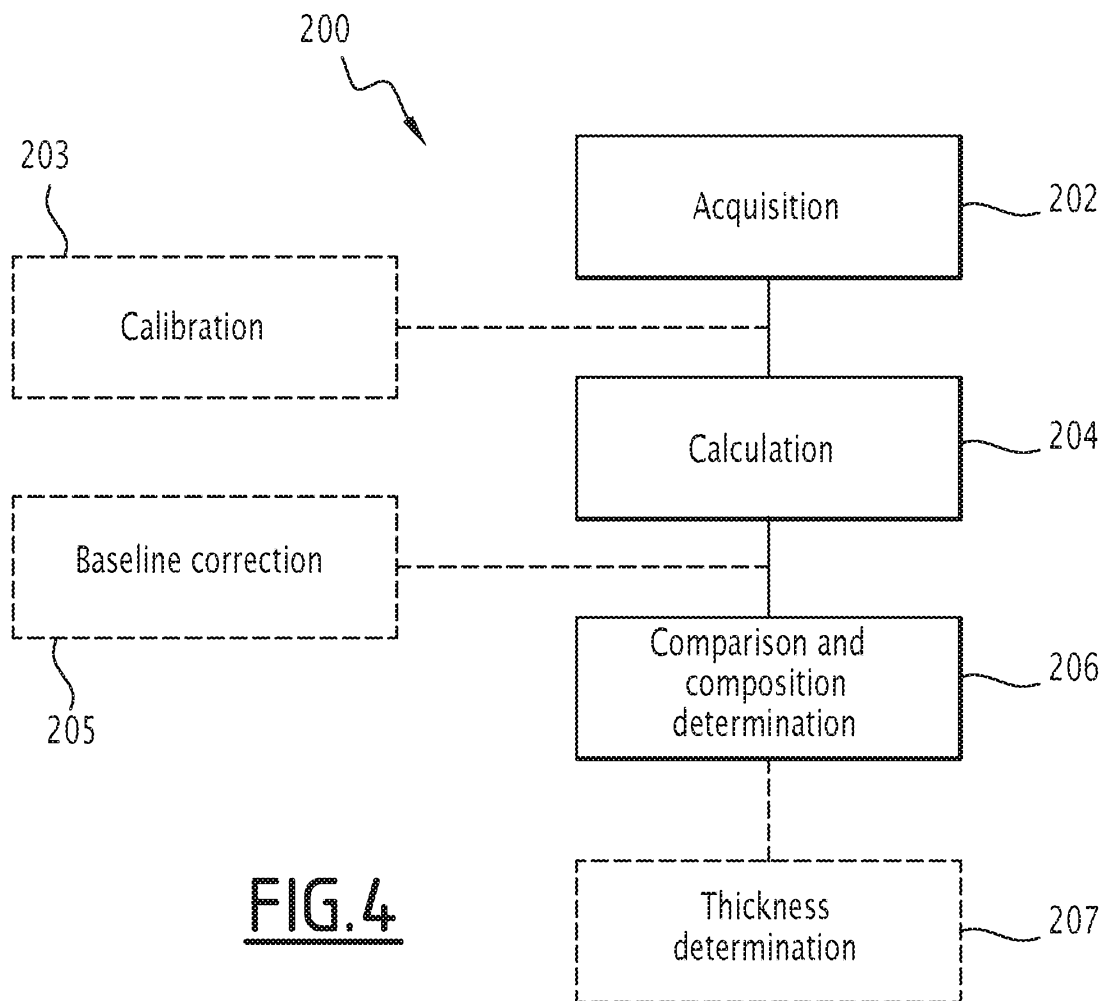 200
203
Acquisition
202
Calibration
Calculation
204
Baseline correction
205
Comparison and
composition
determination
206
Thickness
determination
207
FIG.4